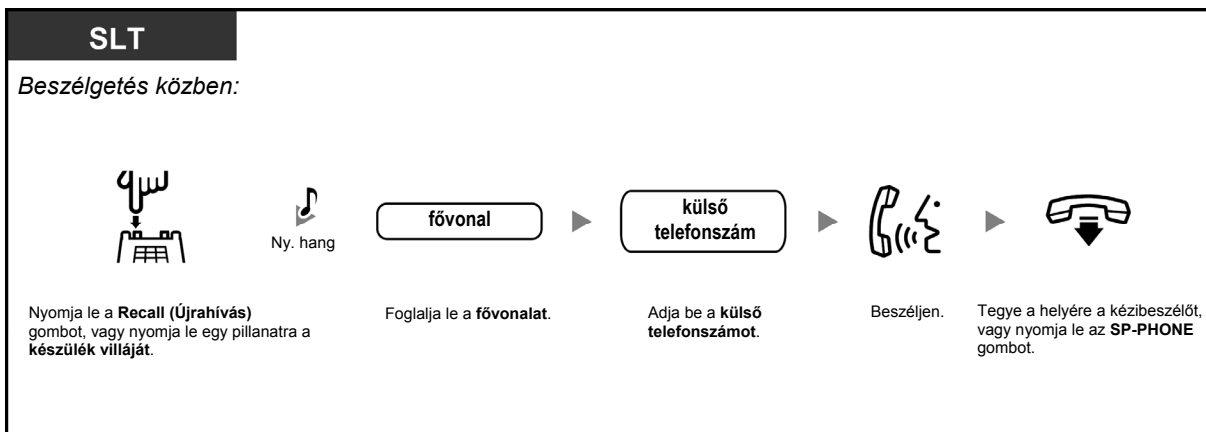 SLT
Beszélgetés közben:
Ny. hang
fővonal
külső
telefonszám
Nyomja le a Recall (Újrahívás)
gombot, vagy nyomja le egy pillanatra a
készülék villáját.
Foglalja le a fővonalat.
Adja be a külső
telefonszámot.
Beszéljen.
Tegye a helyére a kézibeszélőt,
vagy nyomja le az SP-PHONE
gombot.